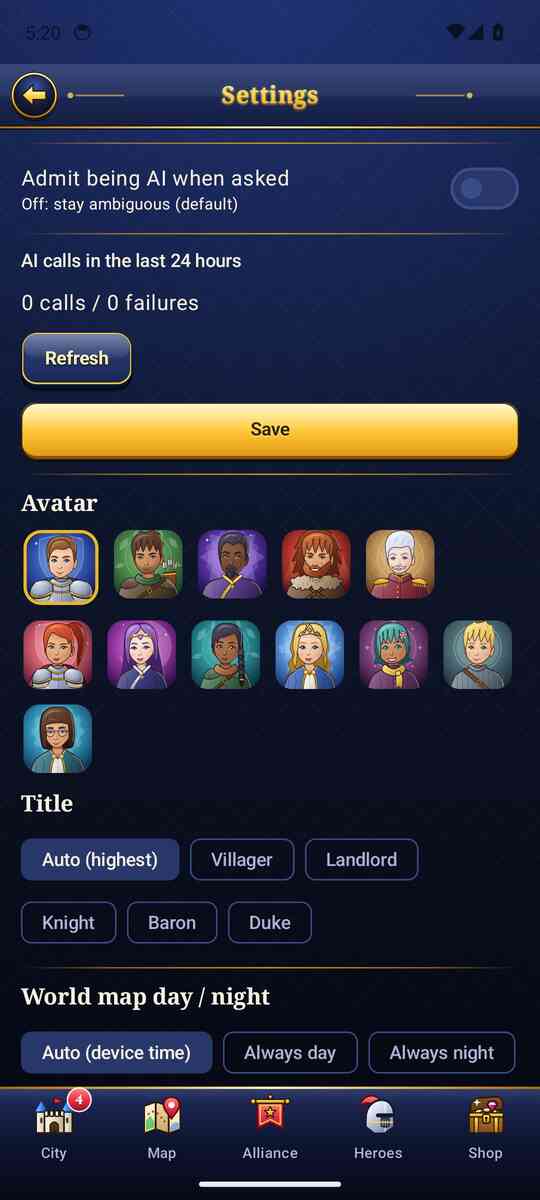 5:20
Settings
Admit being AI when asked
Off: stay ambiguous (default)
AI calls in the last 24 hours
0 calls / 0 failures
Refresh
Save
Avatar
Title
Auto (highest)
Villager
Landlord
Knight
Baron
Duke
World map day / night
Auto (device time)
Always day
Always night
4
City
Map
Alliance
Heroes
Shop